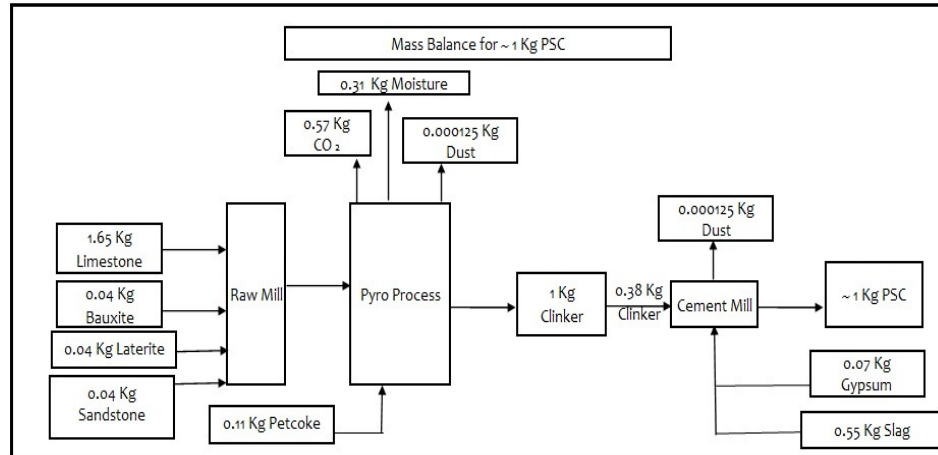 Mass Balance for ~ 1 Kg PSC
0.31 Kg Moisture
0.57 Kg
CO₂
0.000125 Kg
Dust
1.65 Kg
Limestone
0.04 Kg
Bauxite
0.04 Kg Laterite
0.04 Kg
Sandstone
Raw Mill
Pyro Process
0.11 Kg Petcoke
1 Kg
Clinker
0.38 Kg
Clinker
0.000125 Kg
Dust
Cement Mill
~ 1 Kg PSC
0.07 Kg
Gypsum
0.55 Kg Slag